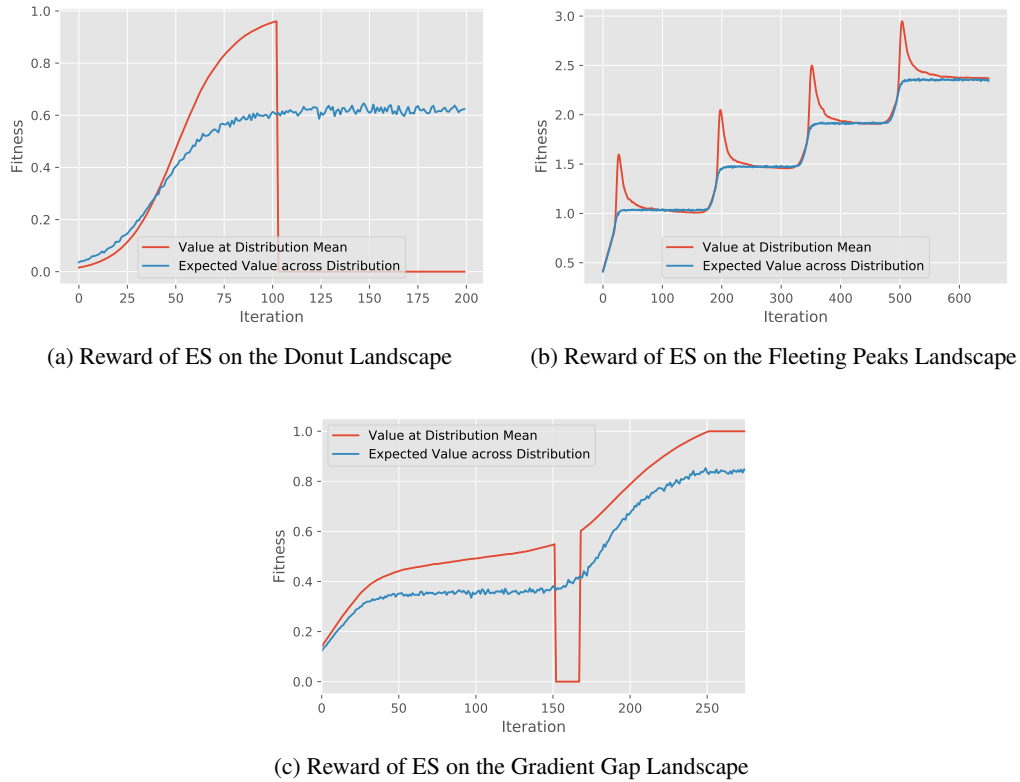 1.0
0.8
0.6
0.4
0.2
0.0
Fitness
Value at Distribution Mean
Expected Value across Distribution
0 25 50 75 100 125 150 175 200
Iteration
(a) Reward of ES on the Donut Landscape
3.0
2.5
2.0
1.5
1.0
0.5
Fitness
Value at Distribution Mean
Expected Value across Distribution
0 100 200 300 400 500 600
Iteration
(b) Reward of ES on the Fleeting Peaks Landscape
1.0
0.8
0.6
0.4
0.2
0.0
Fitness
Value at Distribution Mean
Expected Value across Distribution
0 50 100 150 200 250
Iteration
(c) Reward of ES on the Gradient Gap Landscape